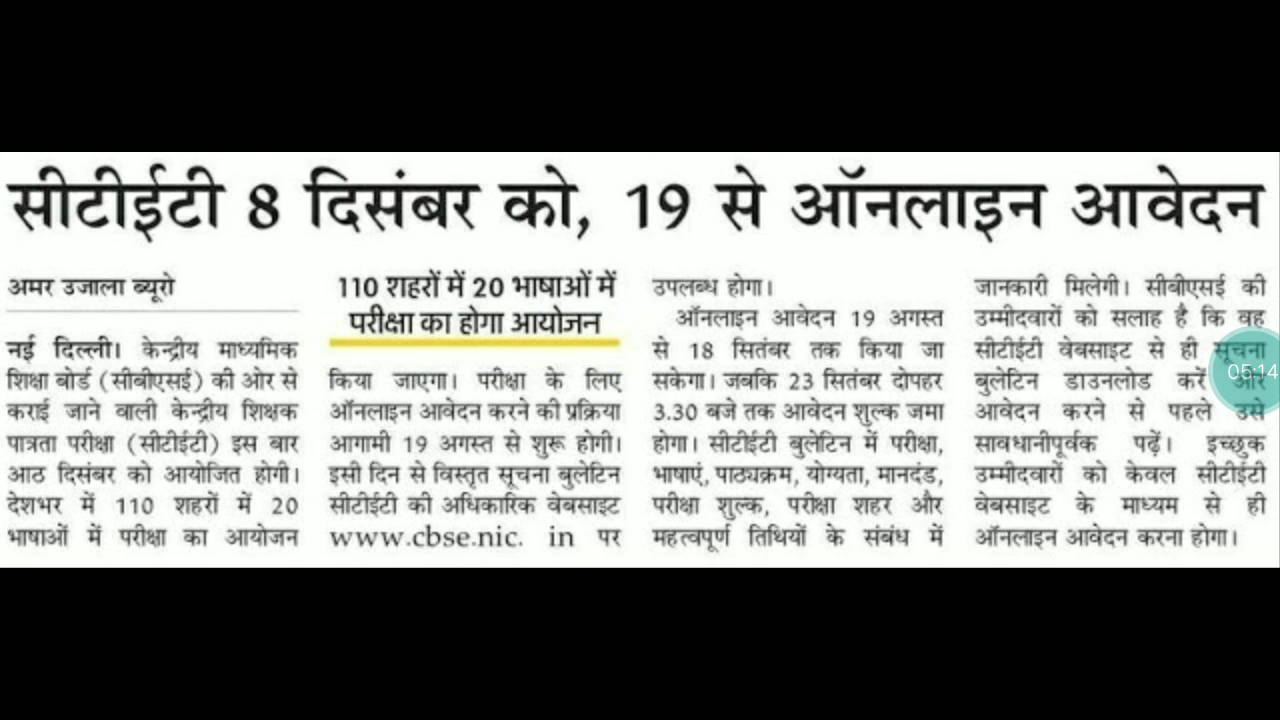 सीटीईटी 8 दिसंबर को, 19 से ऑनलाइन आवेदन
अमर उजाला ब्यूरो
नई दिल्ली। केन्द्रीय माध्यमिक
शिक्षा बोर्ड (सीबीएसई) की ओर से
कराई जाने वाली केन्द्रीय शिक्षक
पात्रता परीक्षा (सीटीईटी) इस बार
आठ दिसंबर को आयोजित होगी।
देशभर में 110 शहरों में 20
भाषाओं में परीक्षा का आयोजन
110 शहरों में 20 भाषाओं में
परीक्षा का होगा आयोजन
किया जाएगा। परीक्षा के लिए
ऑनलाइन आवेदन करने की प्रक्रिया
आगामी 19 अगस्त से शुरू होगी।
इसी दिन से विस्तृत सूचना बुलेटिन
सीटीईटी की अधिकारिक वेबसाइट
www.cbse.nic. in पर
उपलब्ध होगा।
ऑनलाइन आवेदन 19 अगस्त
से 18 सितंबर तक किया जा
सकेगा। जबकि 23 सितंबर दोपहर
3.30 बजे तक आवेदन शुल्क जमा
होगा। सीटीईटी बुलेटिन में परीक्षा,
भाषाएं, पाठ्यक्रम, योग्यता, मानदंड,
परीक्षा शुल्क, परीक्षा शहर और
महत्वपूर्ण तिथियों के संबंध में
जानकारी मिलेगी। सीबीएसई की
उम्मीदवारों को सलाह है कि वह
सीटीईटी वेबसाइट से ही सूचना
बुलेटिन डाउनलोड करें और
आवेदन करने से पहले उसे
सावधानीपूर्वक पढ़ें। इच्छुक
उम्मीदवारों को केवल सीटीईटी
वेबसाइट के माध्यम से ही
ऑनलाइन आवेदन करना होगा।
05:14